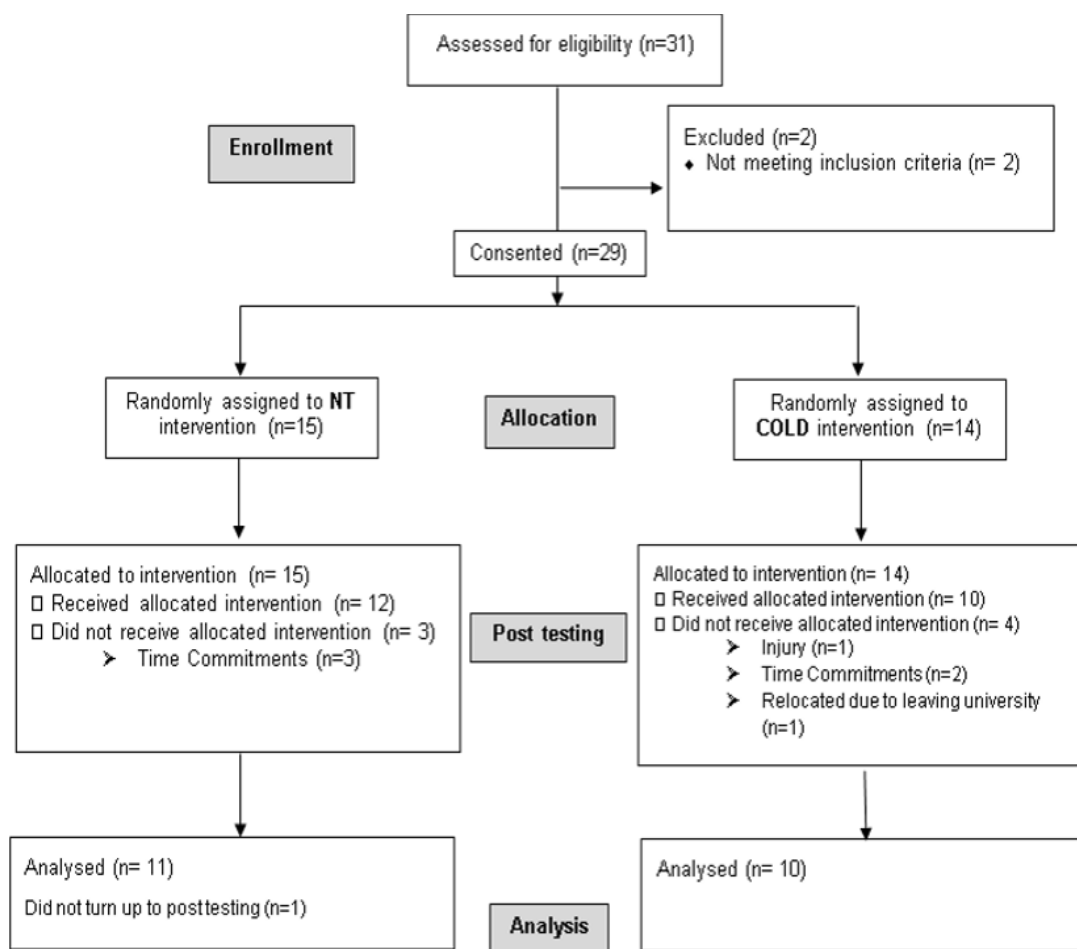 Assessed for eligibility (n=31)
Enrollment
Excluded (n=2)
♦ Not meeting inclusion criteria (n= 2)
Consented (n=29)
Randomly assigned to NT
intervention (n=15)
Allocation
Randomly assigned to
COLD intervention (n=14)
Allocated to intervention (n= 15)
▯ Received allocated intervention (n= 12)
▯ Did not receive allocated intervention (n= 3)
➢ Time Commitments (n=3)
Post testing
Allocated to intervention (n= 14)
▯ Received allocated intervention (n= 10)
▯ Did not receive allocated intervention (n= 4)
➢ Injury (n=1)
➢ Time Commitments (n=2)
➢ Relocated due to leaving university
(n=1)
Analysed (n= 11)
Did not turn up to post testing (n=1)
Analysis
Analysed (n= 10)